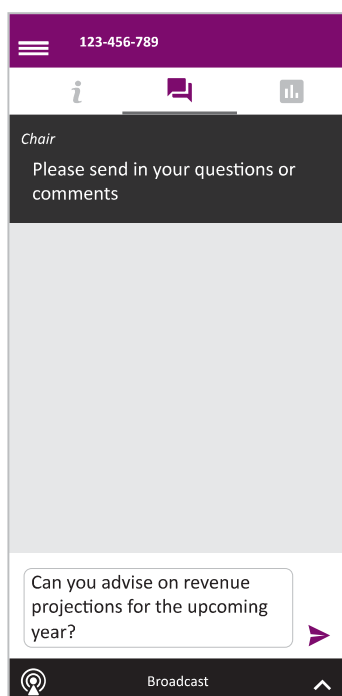 123-456-789
Chair
Please send in your questions or
comments
Can you advise on revenue
projections for the upcoming
year?
Broadcast